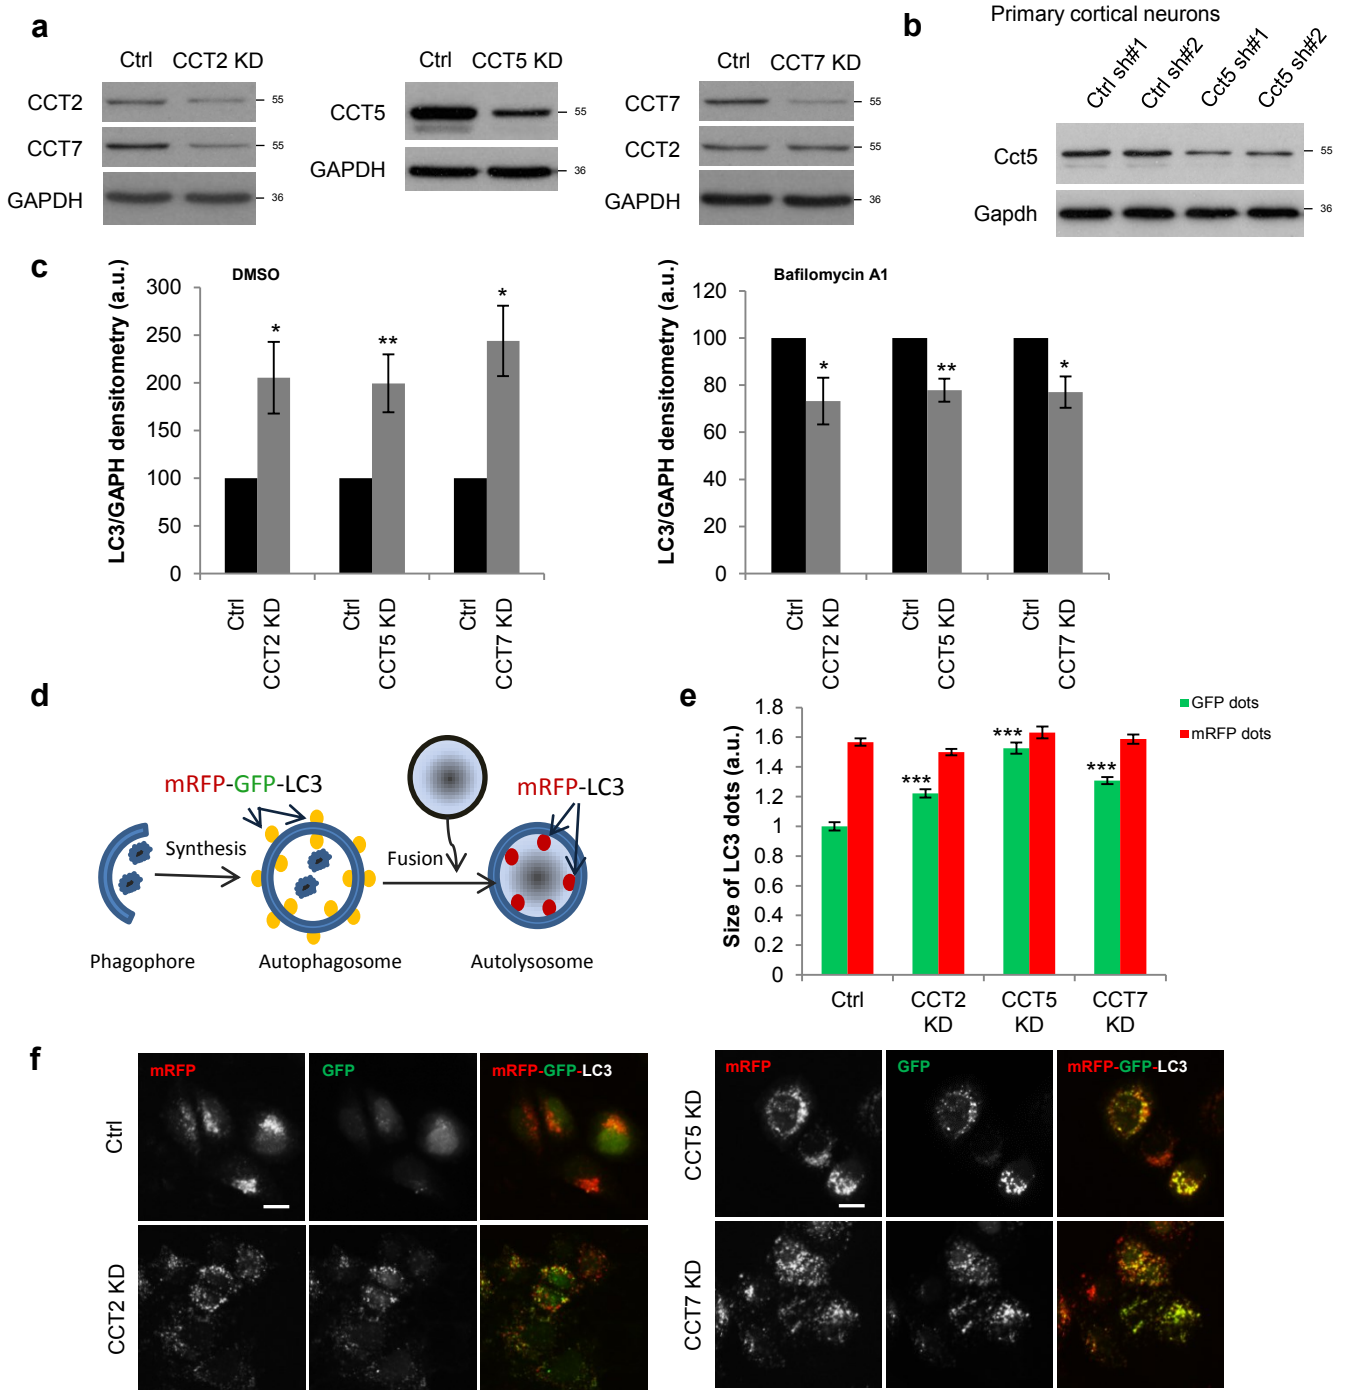 a
Ctrl CCT2 KD
CCT2
55
CCT7
55
GAPDH
36
Ctrl CCT5 KD
CCT5
55
GAPDH
36
Ctrl CCT7 KD
CCT7
55
CCT2
55
GAPDH
36
b
Primary cortical neurons
Ctrl sh#1
Ctrl sh#2
Cct5 sh#1
Cct5 sh#2
Cct5
55
Gapdh
36
c
DMSO
LC3/GAPH densitometry (a.u.)
300
250
200
150
100
50
0
*
**
*
Ctrl
CCT2 KD
Ctrl
CCT5 KD
Ctrl
CCT7 KD
Bafilomycin A1
LC3/GAPH densitometry (a.u.)
120
100
80
60
40
20
0
*
**
*
Ctrl
CCT2 KD
Ctrl
CCT5 KD
Ctrl
CCT7 KD
d
mRFP-GFP-LC3
mRFP-LC3
Synthesis
Fusion
Phagophore
Autophagosome
Autolysosome
e
Size of LC3 dots (a.u.)
1.8
1.6
1.4
1.2
1
0.8
0.6
0.4
0.2
0
***
***
***
GFP dots
mRFP dots
Ctrl
CCT2 KD
CCT5 KD
CCT7 KD
f
Ctrl
mRFP
GFP
mRFP-GFP-LC3
CCT2 KD
CCT5 KD
mRFP
GFP
mRFP-GFP-LC3
CCT7 KD